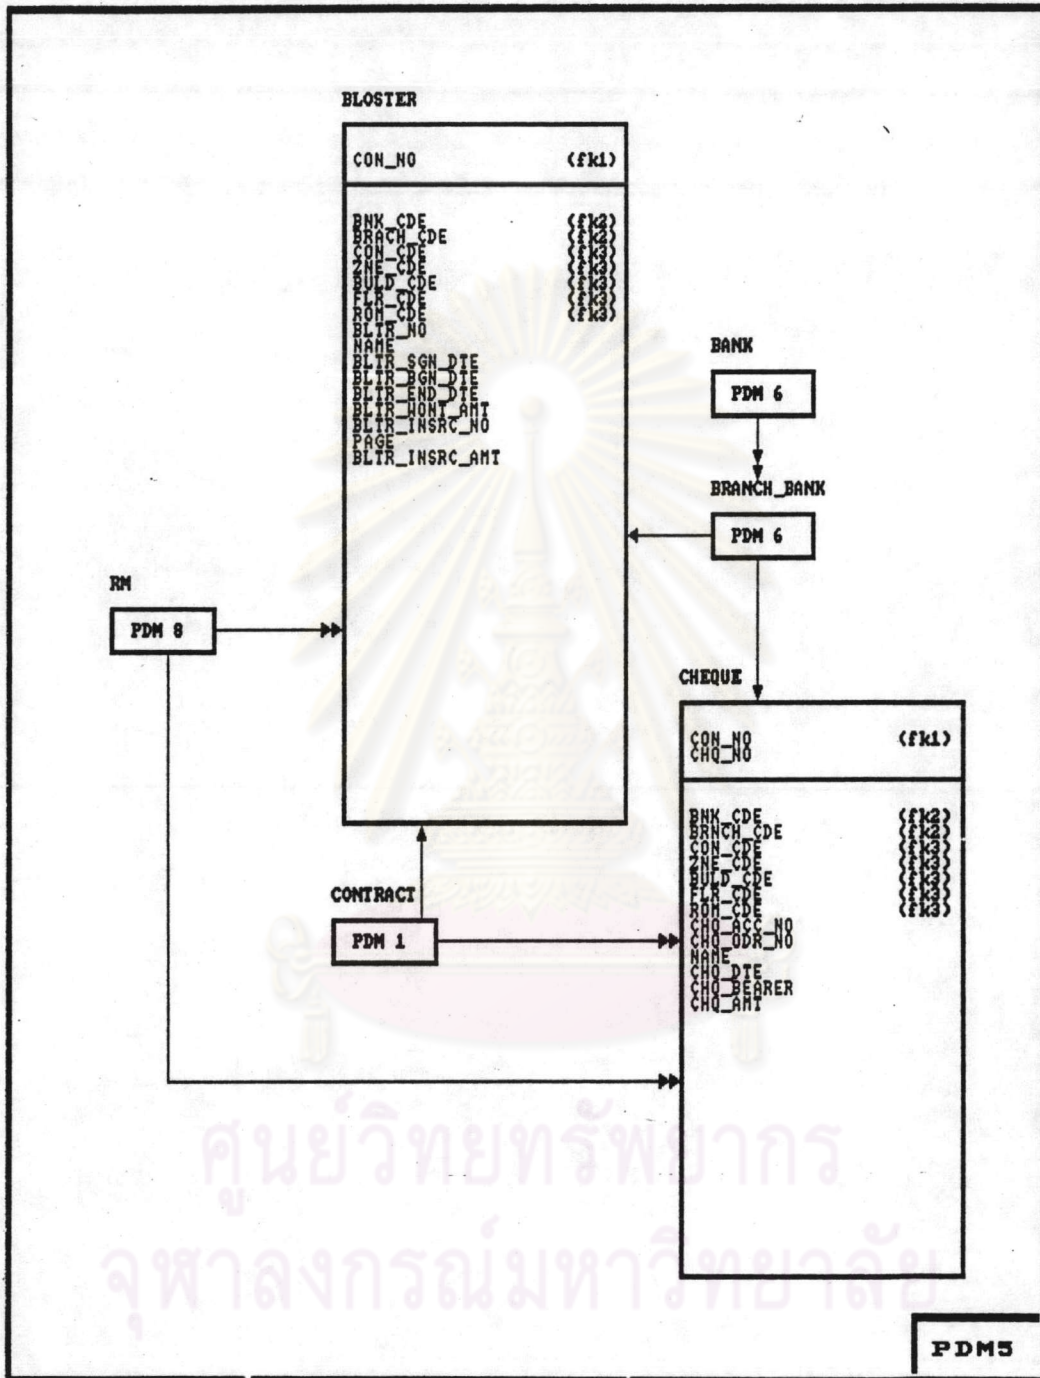 BLOSTER
CON_NO (fk1)
BNK_CDE (fk2)
BRACH_CDE (fk2)
CON_CDE (fk3)
ZNE_CDE (fk3)
BULD_CDE (fk3)
FLR_CDE (fk3)
ROM_CDE (fk3)
BLTR_NO
NAME
BLTR_SGN_DTE
BLTR_BGN_DTE
BLTR_END_DTE
BLTR_WONT_AMT
BLTR_INSRC_NO
PAGE
BLTR_INSRC_AMT
BANK
PDM 6
BRANCH_BANK
PDM 6
RM
PDM 8
CHEQUE
CON_NO (fk1)
CHQ_NO
BNK_CDE (fk2)
BRNCH_CDE (fk2)
CON_CDE (fk3)
ZNE_CDE (fk3)
BULD_CDE (fk3)
FLR_CDE (fk3)
ROM_CDE (fk3)
CHQ_ACC_NO
CHQ_ODR_NO
NAME
CHQ_DTE
CHQ_BEARER
CHQ_AMT
CONTRACT
PDM 1
ศูนย์วิทยทรัพยากร
จุฬาลงกรณ์มหาวิทยาลัย
PDM5